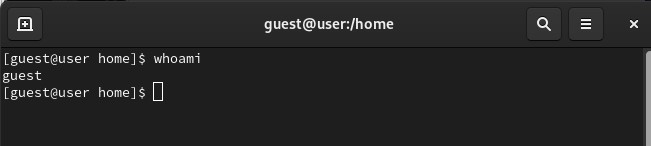 guest@user:/home
[guest@user home]$ whoami
guest
[guest@user home]$